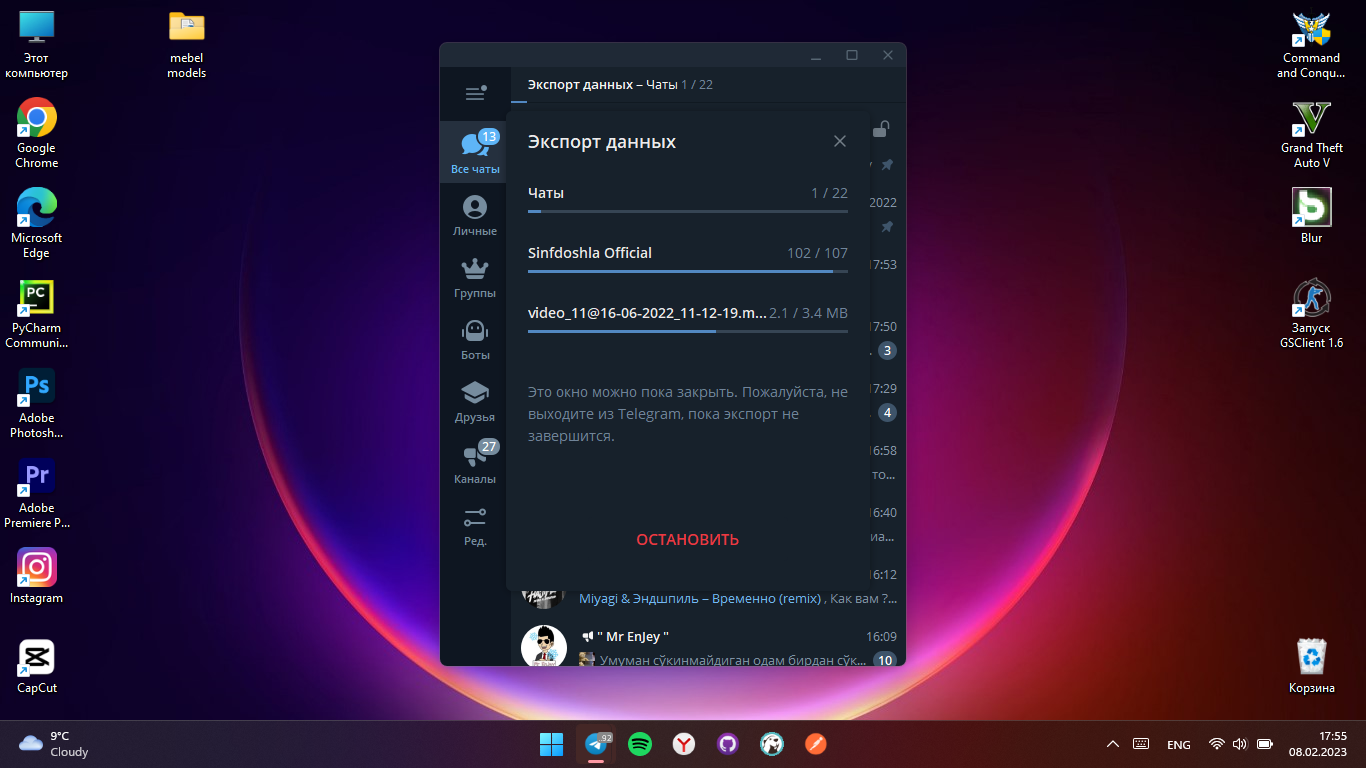 Этот
компьютер
mebel
models
Google
Chrome
Microsoft
Edge
PC
PyCharm
Communi...
Ps
Adobe
Photosh...
Pr
Adobe
Premiere P...
Instagram
CapCut
Command
and Conqu...
V
Grand Theft
Auto V
b
Blur
Запуск
GSClient 1.6
Корзина
Экспорт данных – Чаты 1 / 22
13
Все чаты
Личные
Группы
Боты
Друзья
27
Каналы
Ред.
Экспорт данных
Чаты 1 / 22
Sinfdoshla Official 102 / 107
video_11@16-06-2022_11-12-19.m... 2.1 / 3.4 MB
Это окно можно пока закрыть. Пожалуйста, не
выходите из Telegram, пока экспорт не
завершится.
ОСТАНОВИТЬ
2022
17:53
17:50
3
17:29
4
16:58
то...
16:40
иа...
16:12
Miyagi & Эндшпиль – Временно (remix) , Как вам ?...
" Mr EnJey " 16:09
Умуман сўкинмайдиган одам бирдан сўк... 10
9°C
Cloudy
..92
ENG
17:55
08.02.2023